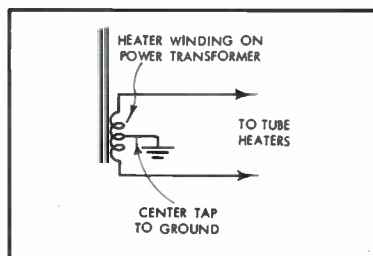 HEATER WINDING ON
POWER TRANSFORMER
TO TUBE
HEATERS
CENTER TAP
TO GROUND